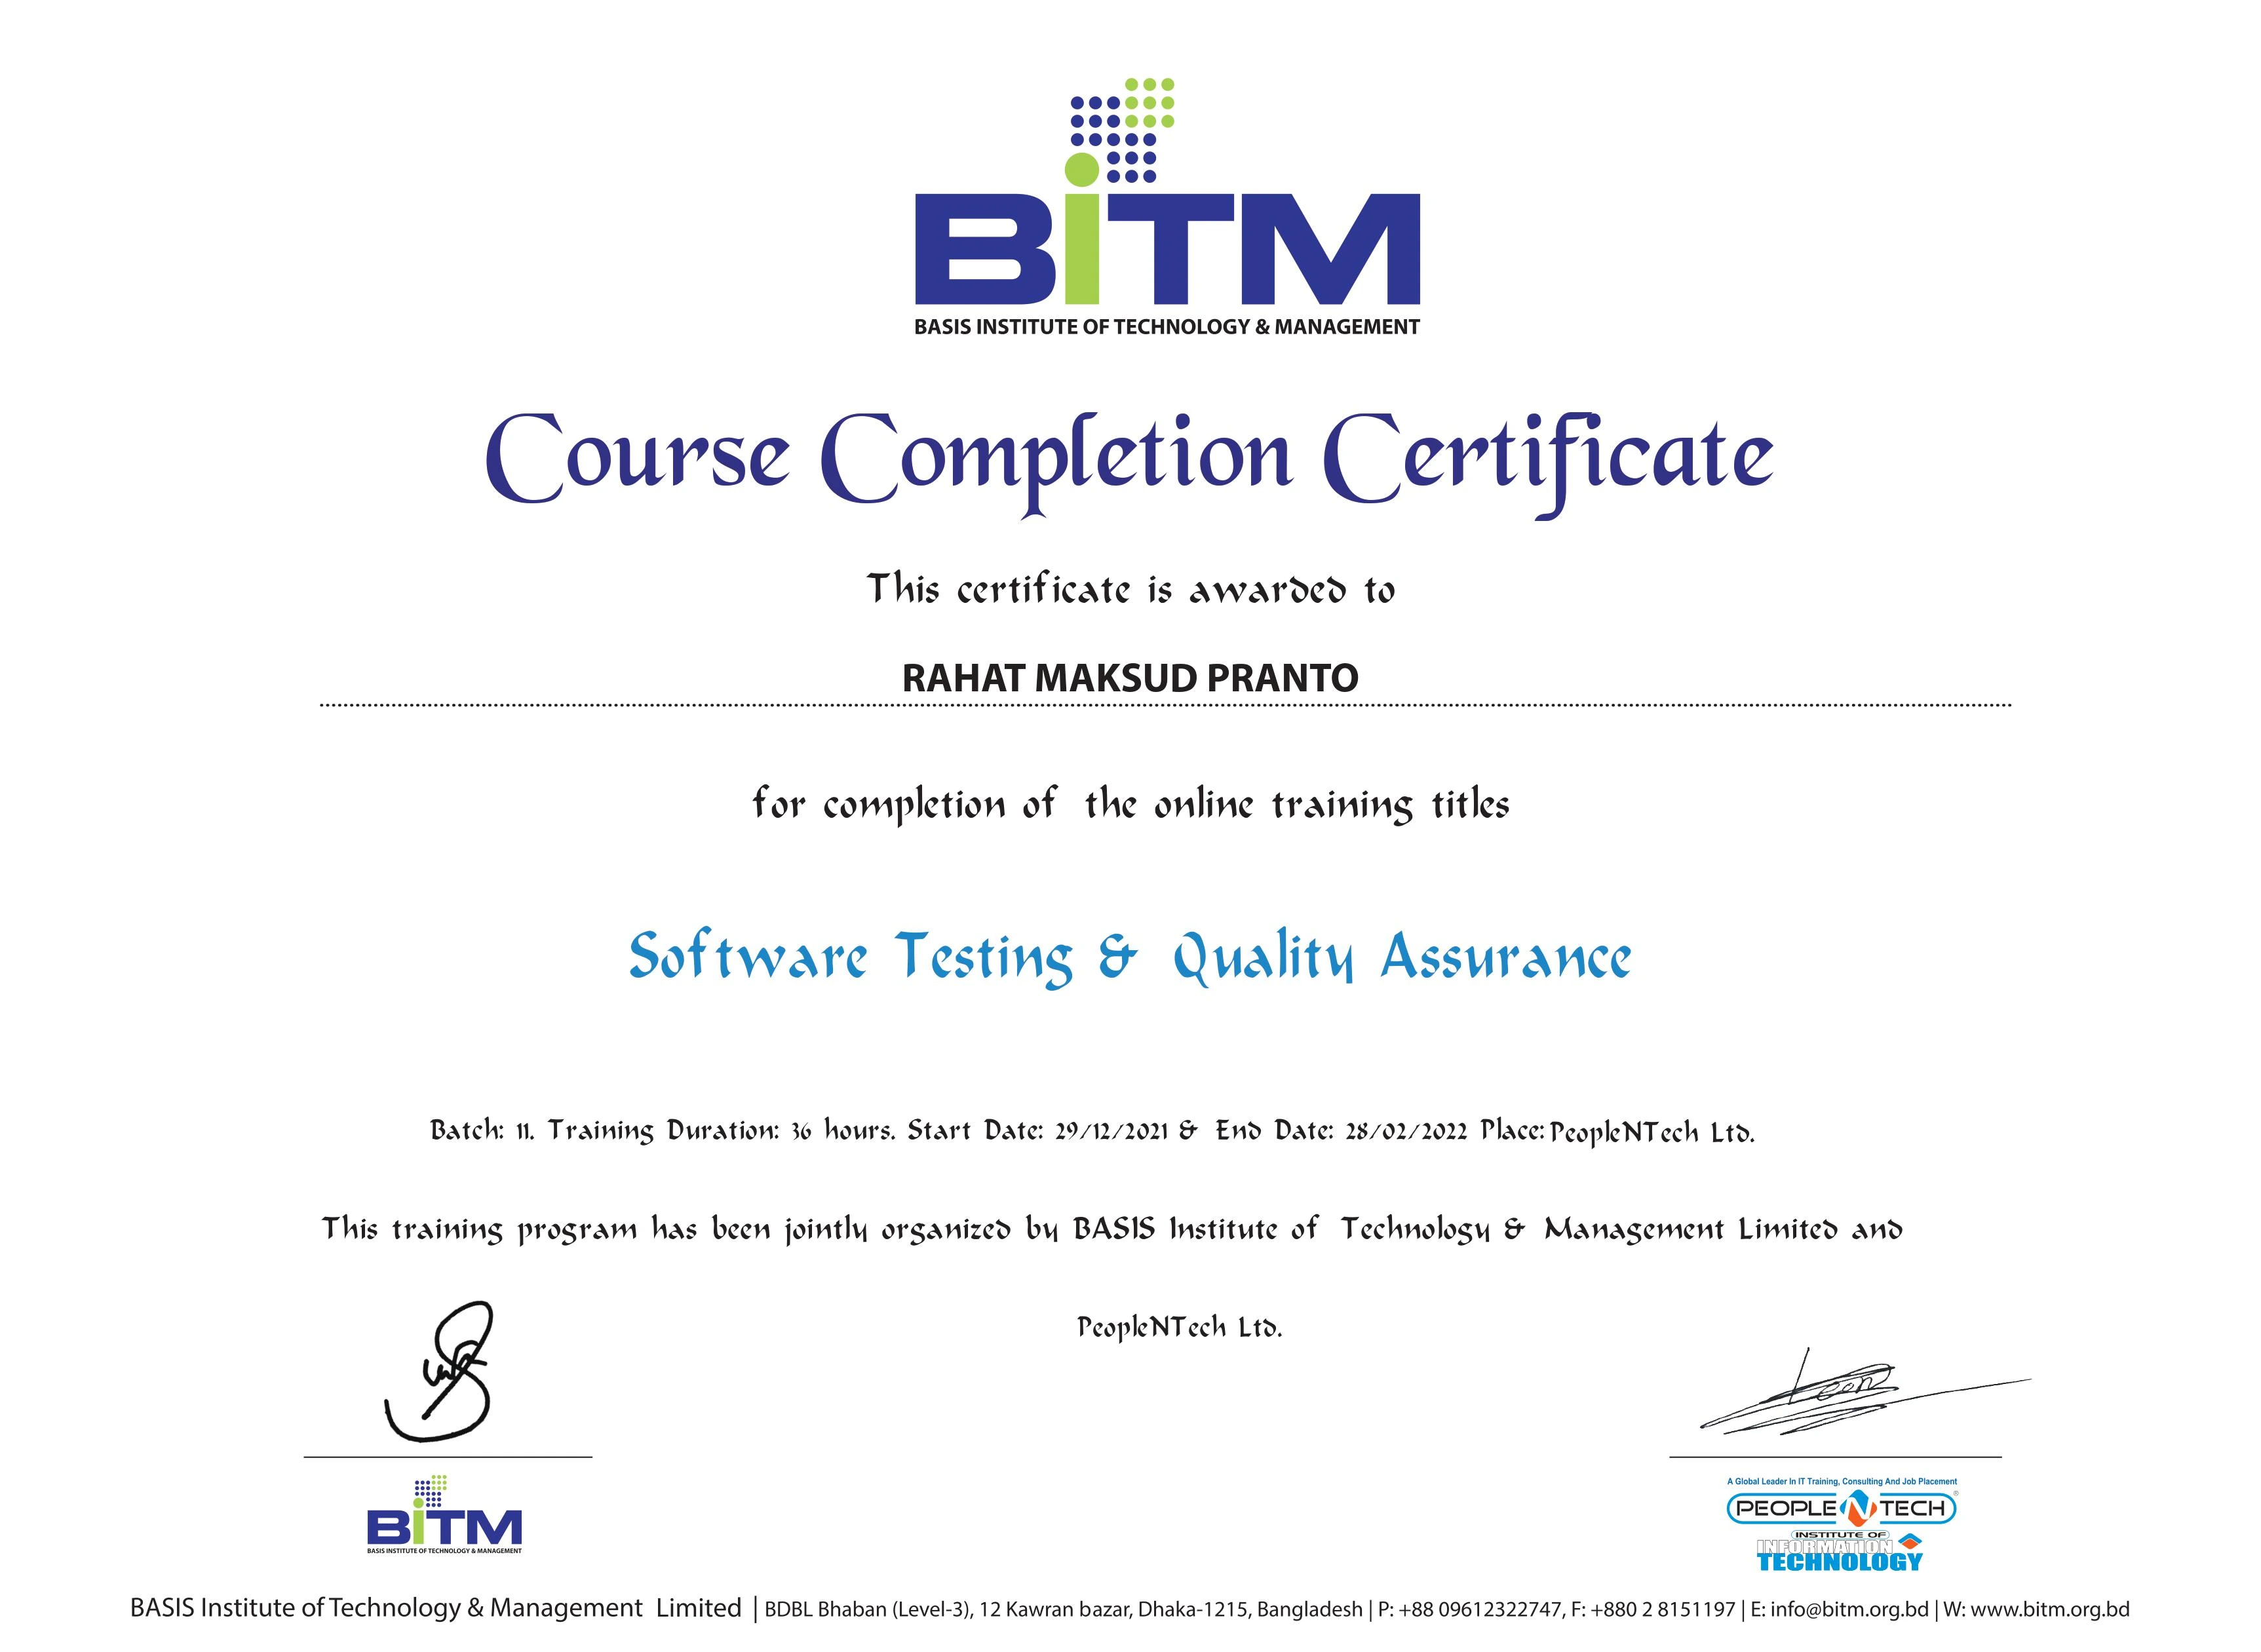 BiTM
BASIS INSTITUTE OF TECHNOLOGY & MANAGEMENT
Course Completion Certificate
This certificate is awarded to
RAHAT MAKSUD PRANTO
for completion of the online training titles
Software Testing & Quality Assurance
Batch: 11. Training Duration: 36 hours. Start Date: 29/12/2021 & End Date: 28/02/2022 Place: PeopleNTech Ltd.
This training program has been jointly organized by BASIS Institute of Technology & Management Limited and
PeopleNTech Ltd.
BiTM
BASIS INSTITUTE OF TECHNOLOGY & MANAGEMENT
A Global Leader In IT Training, Consulting And Job Placement
PEOPLE N TECH ®
INSTITUTE OF
INFORMATION
TECHNOLOGY
BASIS Institute of Technology & Management Limited | BDBL Bhaban (Level-3), 12 Kawran bazar, Dhaka-1215, Bangladesh | P: +88 09612322747, F: +880 2 8151197 | E: info@bitm.org.bd | W: www.bitm.org.bd